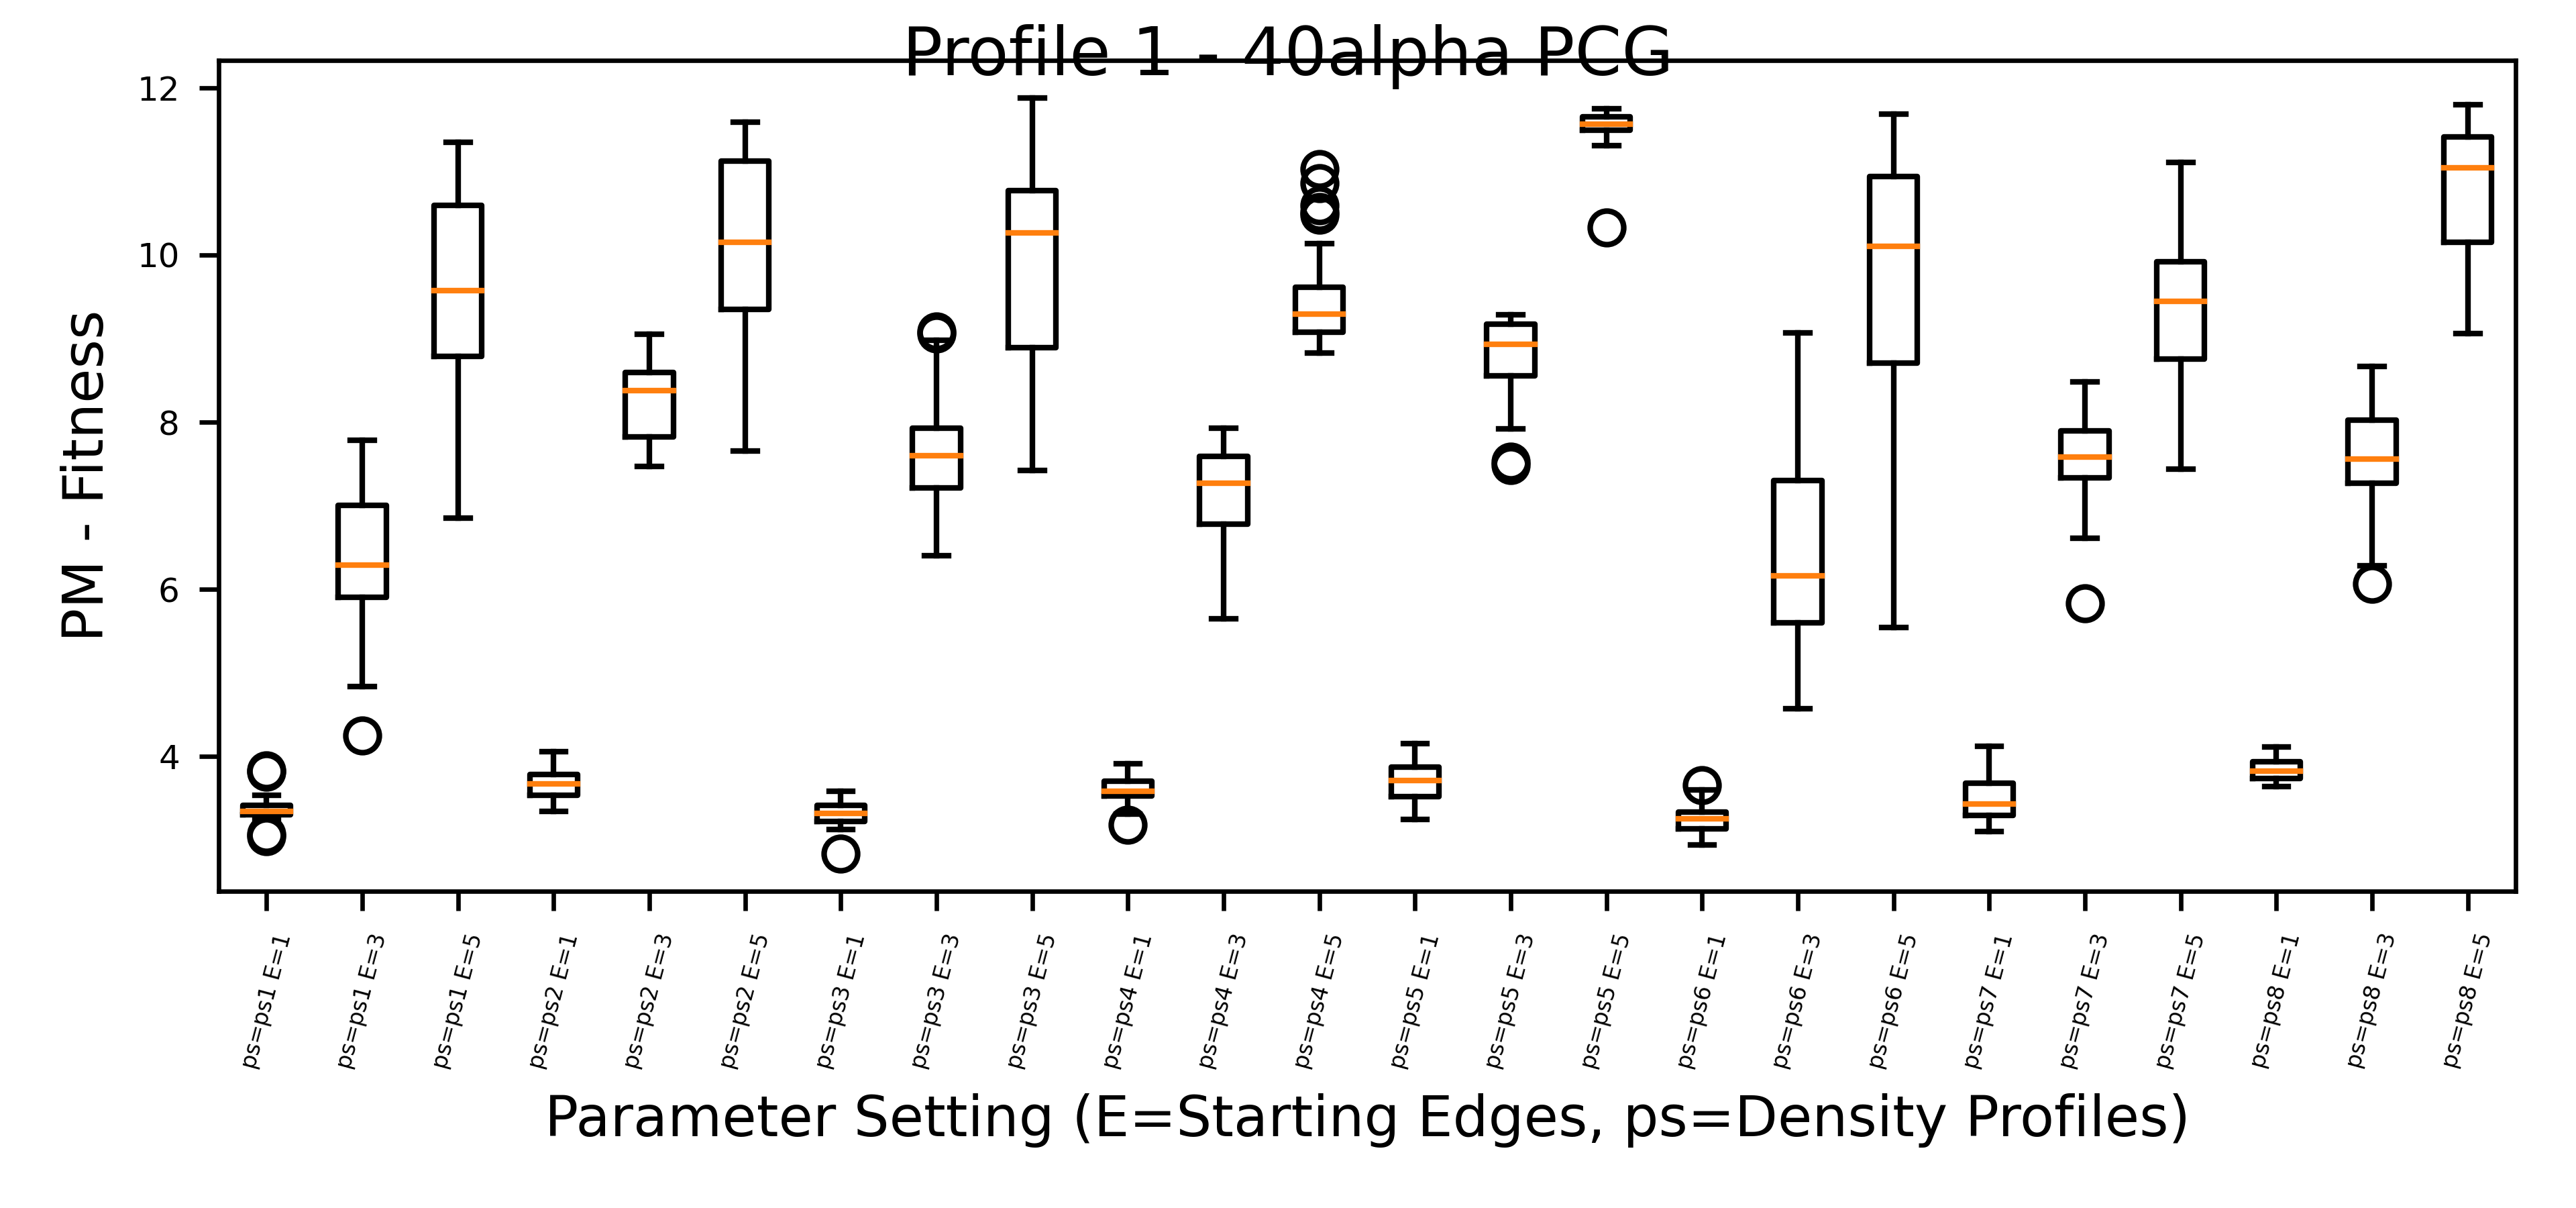 Profile 1 - 40alpha PCG
PM - Fitness
12
10
8
6
4
ps=ps1 E=1
ps=ps1 E=3
ps=ps1 E=5
ps=ps2 E=1
ps=ps2 E=3
ps=ps2 E=5
ps=ps3 E=1
ps=ps3 E=3
ps=ps3 E=5
ps=ps4 E=1
ps=ps4 E=3
ps=ps4 E=5
ps=ps5 E=1
ps=ps5 E=3
ps=ps5 E=5
ps=ps6 E=1
ps=ps6 E=3
ps=ps6 E=5
ps=ps7 E=1
ps=ps7 E=3
ps=ps7 E=5
ps=ps8 E=1
ps=ps8 E=3
ps=ps8 E=5
Parameter Setting (E=Starting Edges, ps=Density Profiles)